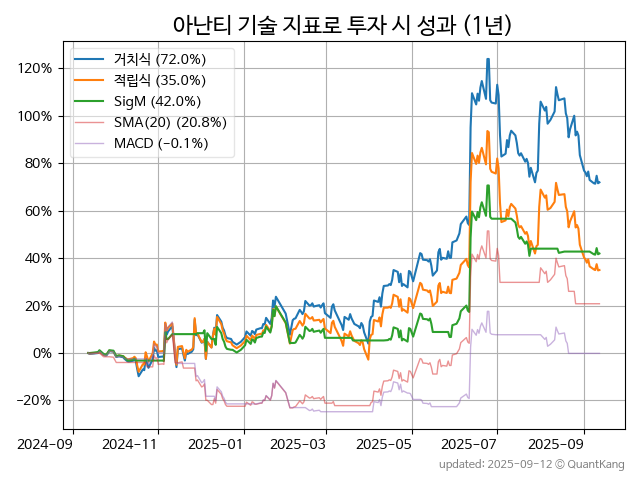 아난티 기술 지표로 투자 시 성과 (1년)
거치식 (72.0%)
적립식 (35.0%)
SigM (42.0%)
SMA(20) (20.8%)
MACD (-0.1%)
120%
100%
80%
60%
40%
20%
0%
-20%
2024-09 2024-11 2025-01 2025-03 2025-05 2025-07 2025-09
updated: 2025-09-12 © QuantKang